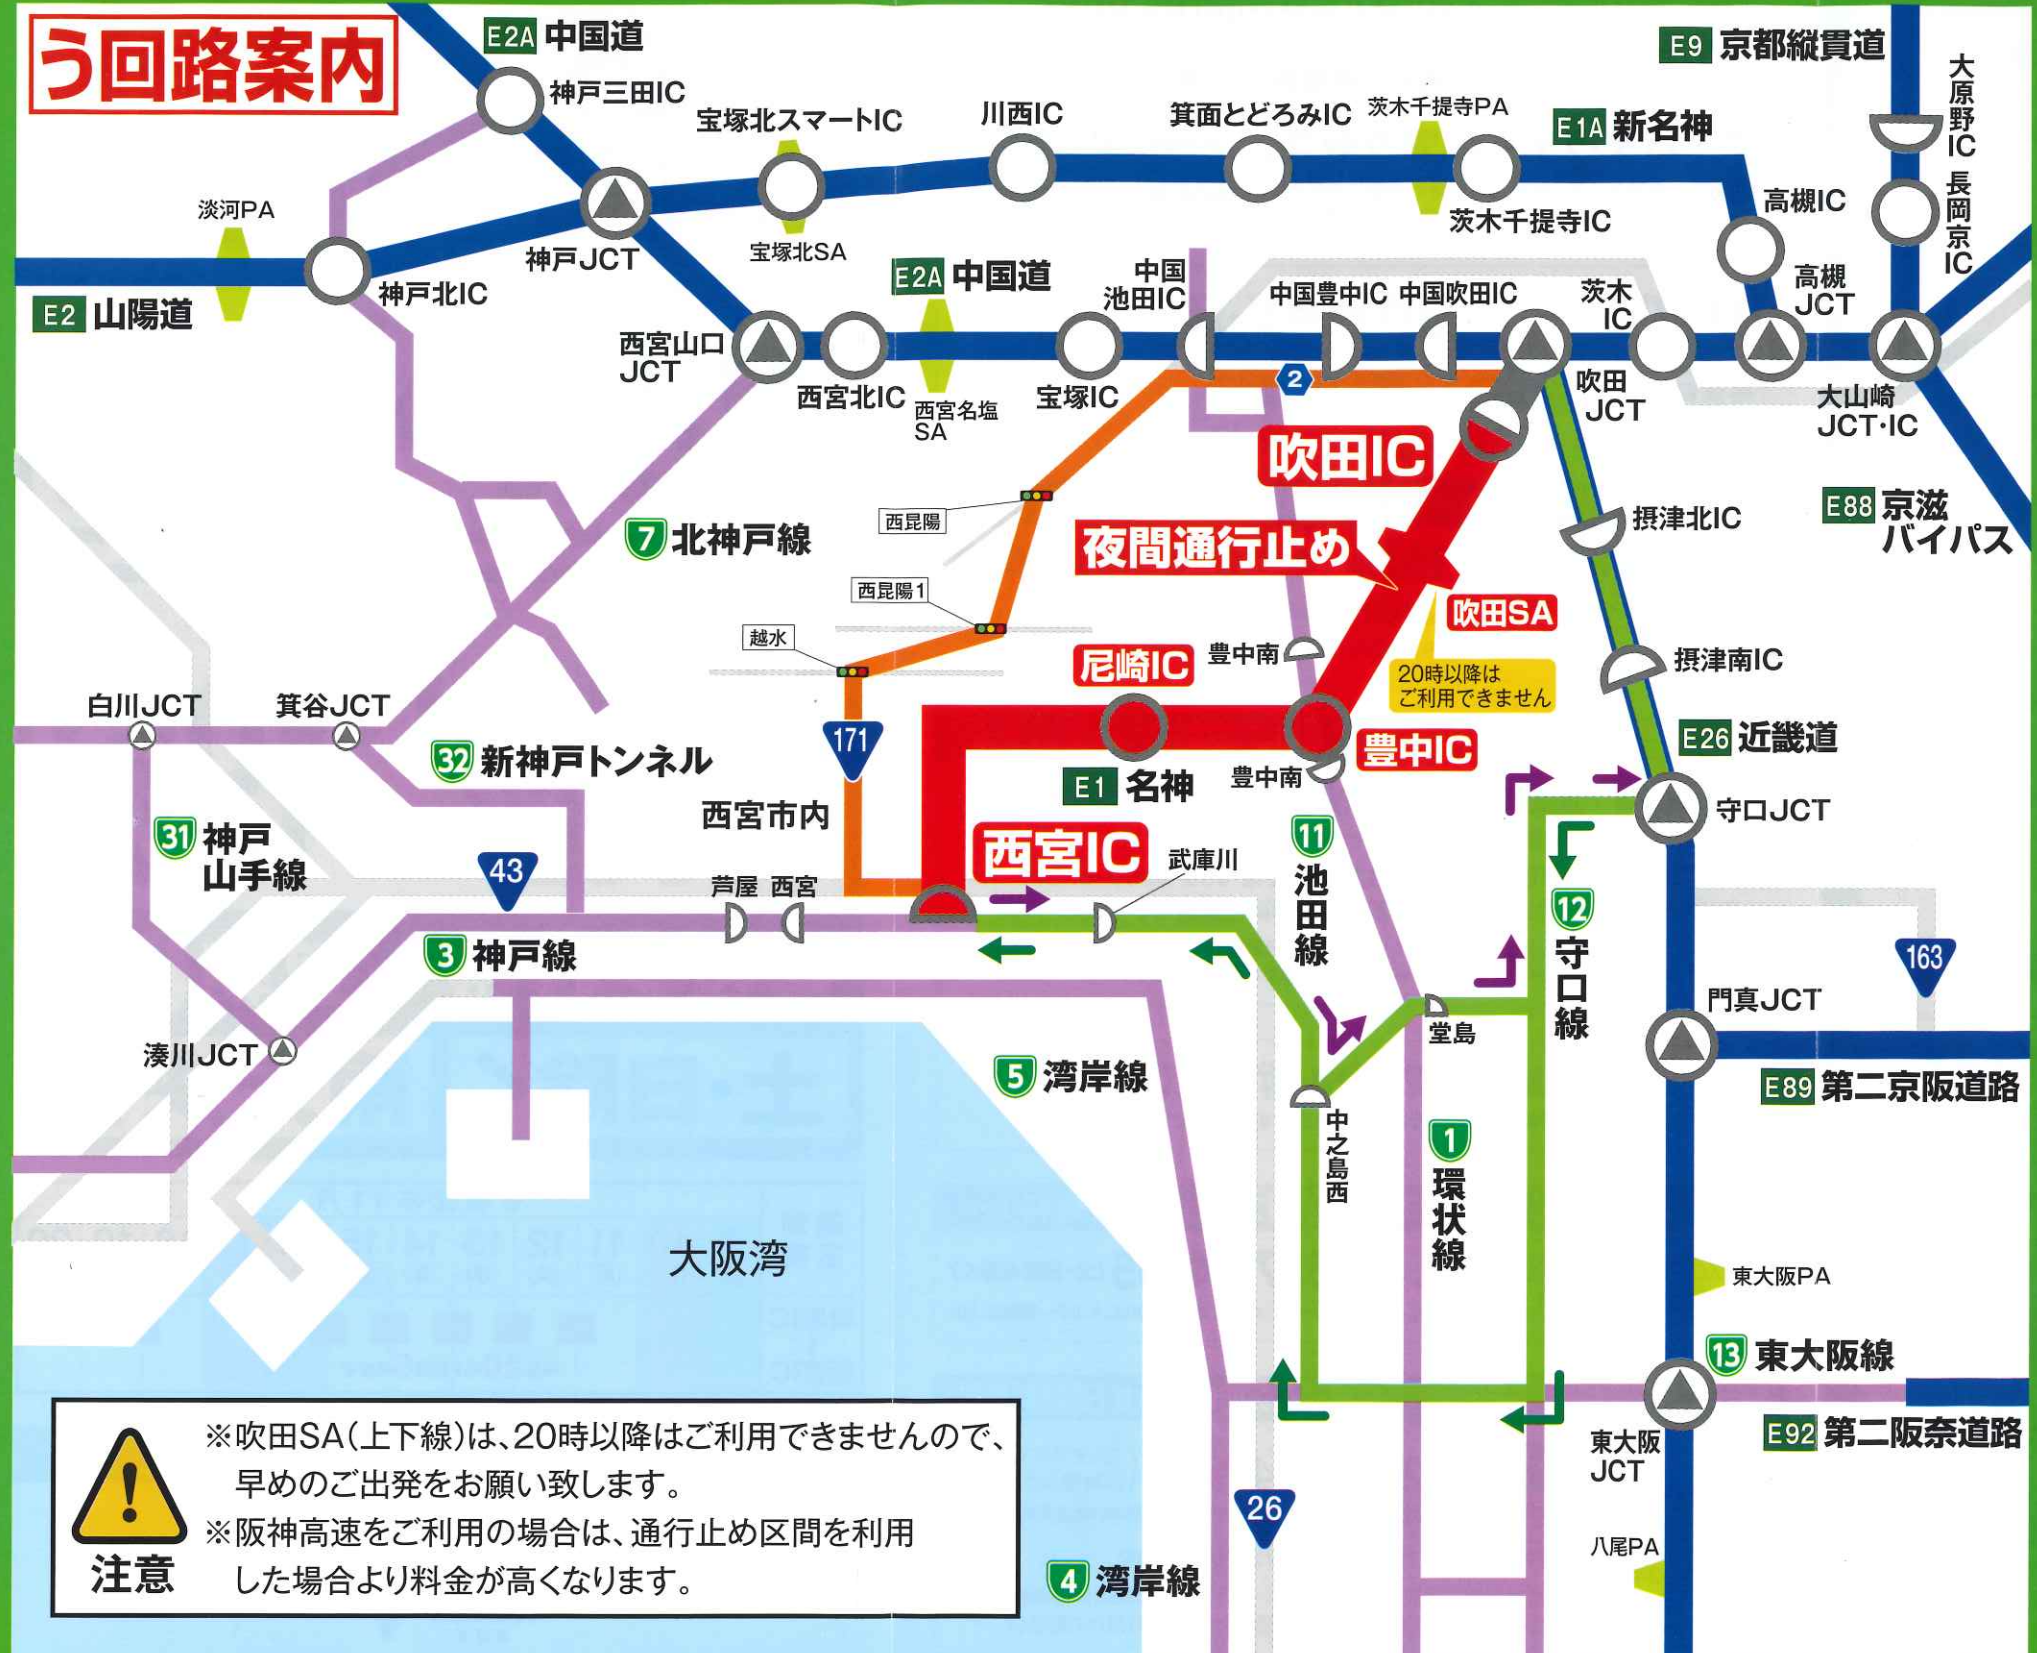 う回路案内
E2A 中国道
神戸三田IC
宝塚北スマートIC
川西IC
箕面とどろみIC
茨木千提寺PA
E1A 新名神
E9 京都縦貫道
大原野IC
長岡京IC
淡河PA
神戸北IC
E2 山陽道
神戸JCT
宝塚北SA
茨木千提寺IC
高槻IC
高槻
JCT
E2A 中国道
中国
池田IC
中国豊中IC
中国吹田IC
茨木
IC
西宮山口
JCT
西宮北IC
西宮名塩
SA
宝塚IC
2
吹田
JCT
大山崎
JCT・IC
吹田IC
E88 京滋
バイパス
摂津北IC
7 北神戸線
西昆陽
夜間通行止め
西昆陽1
吹田SA
越水
尼崎IC
豊中南
20時以降は
ご利用できません
摂津南IC
白川JCT
箕谷JCT
171
32 新神戸トンネル
E1 名神
豊中IC
豊中南
E26 近畿道
守口JCT
西宮市内
31 神戸
山手線
43
芦屋
西宮
西宮IC
武庫川
11 池田線
12 守口線
163
3 神戸線
門真JCT
堂島
湊川JCT
5 湾岸線
E89 第二京阪道路
中之島西
1 環状線
大阪湾
東大阪PA
13 東大阪線
E92 第二阪奈道路
東大阪
JCT
26
八尾PA
4 湾岸線
注意
※吹田SA(上下線)は、20時以降はご利用できませんので、
早めのご出発をお願い致します。
※阪神高速をご利用の場合は、通行止め区間を利用
した場合より料金が高くなります。